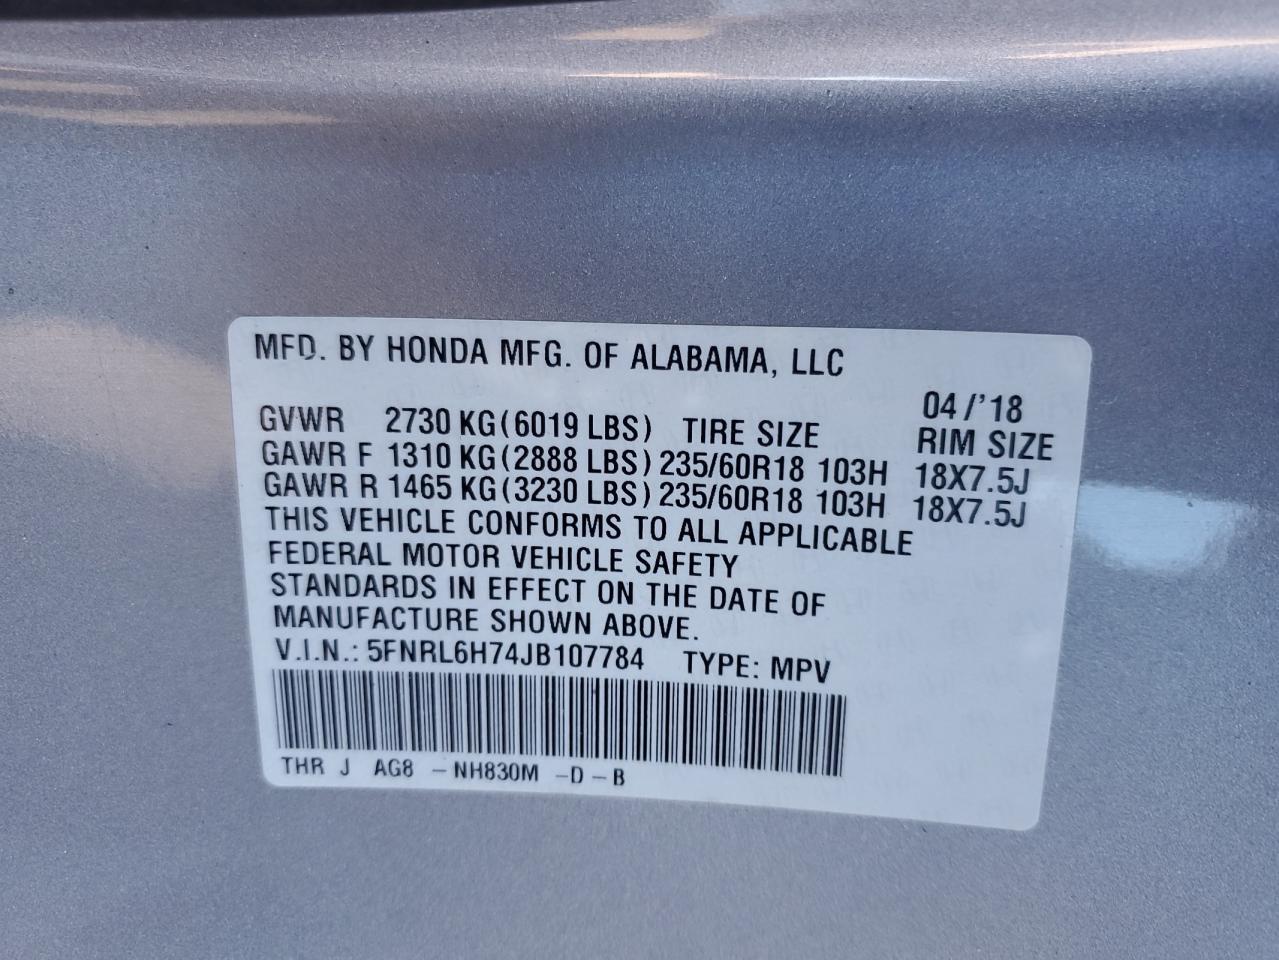 MFD. BY HONDA MFG. OF ALABAMA, LLC
04/'18
GVWR 2730 KG(6019 LBS) TIRE SIZE RIM SIZE
GAWR F 1310 KG(2888 LBS) 235/60R18 103H 18X7.5J
GAWR R 1465 KG(3230 LBS) 235/60R18 103H 18X7.5J
THIS VEHICLE CONFORMS TO ALL APPLICABLE
FEDERAL MOTOR VEHICLE SAFETY
STANDARDS IN EFFECT ON THE DATE OF
MANUFACTURE SHOWN ABOVE.
V.I.N.: 5FNRL6H74JB107784 TYPE: MPV
THR J AG8 - NH830M - D - B